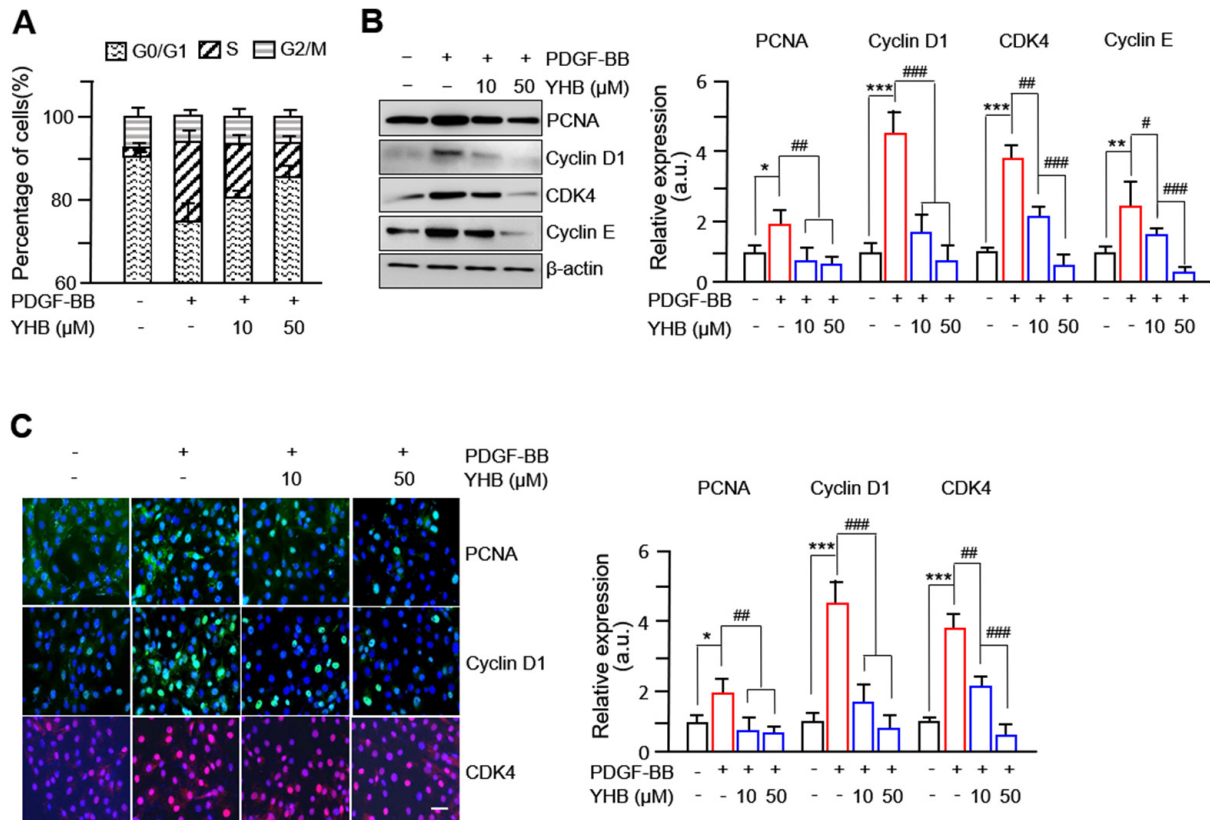 A
G0/G1 S G2/M
Percentage of cells(%)
100
80
60
PDGF-BB - + + +
YHB (µM) - - 10 50
B
- + + + PDGF-BB
- - 10 50 YHB (µM)
PCNA
Cyclin D1
CDK4
Cyclin E
β-actin
PCNA Cyclin D1 CDK4 Cyclin E
Relative expression
(a.u.)
6
4
2
0
* ## *** ### *** ## ### ** # ###
PDGF-BB - + + + - + + + - + + + - + + +
YHB (µM) - - 10 50 - - 10 50 - - 10 50 - - 10 50
C
- + + + PDGF-BB
- - 10 50 YHB (µM)
PCNA
Cyclin D1
CDK4
PCNA Cyclin D1 CDK4
Relative expression
(a.u.)
6
4
2
0
* ## *** ### *** ## ###
PDGF-BB - + + + - + + + - + + +
YHB (µM) - - 10 50 - - 10 50 - - 10 50